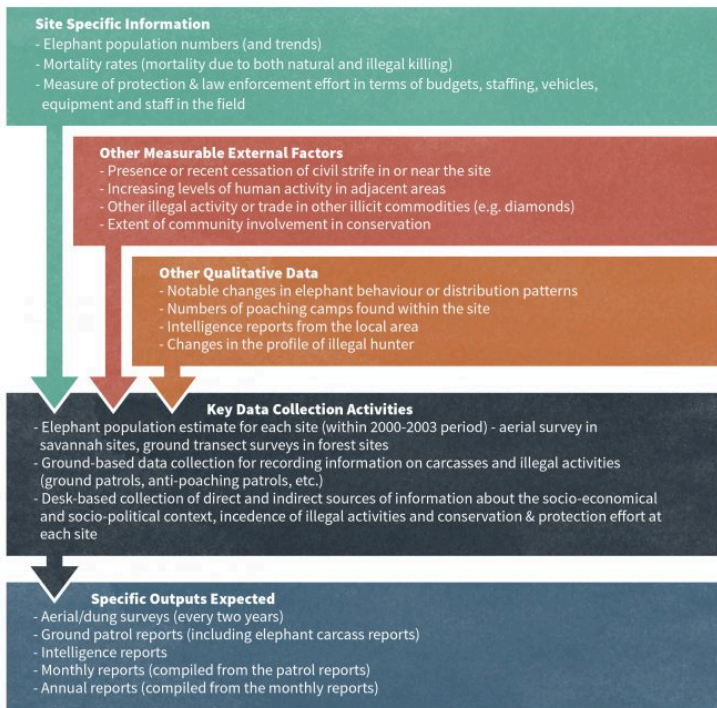 Site Specific Information
- Elephant population numbers (and trends)
- Mortality rates (mortality due to both natural and illegal killing)
- Measure of protection & law enforcement effort in terms of budgets, staffing, vehicles,
equipment and staff in the field
Other Measurable External Factors
- Presence or recent cessation of civil strife in or near the site
- Increasing levels of human activity in adjacent areas
- Other illegal activity or trade in other illicit commodities (e.g. diamonds)
- Extent of community involvement in conservation
Other Qualitative Data
- Notable changes in elephant behaviour or distribution patterns
- Numbers of poaching camps found within the site
- Intelligence reports from the local area
- Changes in the profile of illegal hunter
Key Data Collection Activities
- Elephant population estimate for each site (within 2000-2003 period) - aerial survey in
savannah sites, ground transect surveys in forest sites
- Ground-based data collection for recording information on carcasses and illegal activities
(ground patrols, anti-poaching patrols, etc.)
- Desk-based collection of direct and indirect sources of information about the socio-economical
and socio-political context, incedence of illegal activities and conservation & protection effort at
each site
Specific Outputs Expected
- Aerial/dung surveys (every two years)
- Ground patrol reports (including elephant carcass reports)
- Intelligence reports
- Monthly reports (compiled from the patrol reports)
- Annual reports (compiled from the monthly reports)